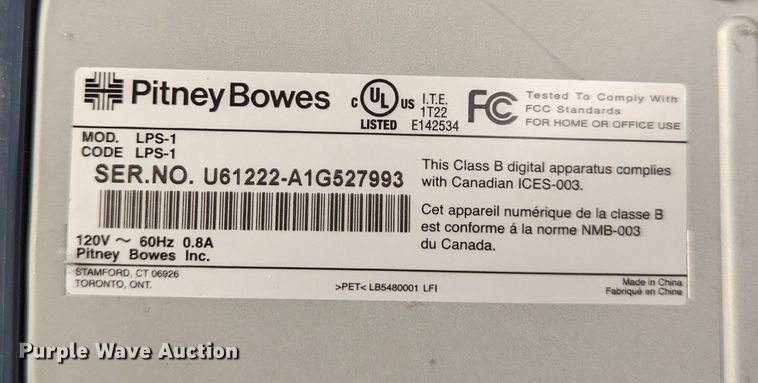 Pitney Bowes
C UL US LISTED
I.T.E.
1T22
E142534
FC
Tested To Comply With
FCC Standards
FOR HOME OR OFFICE USE
MOD. LPS-1
CODE LPS-1
SER.NO. U61222-A1G527993
120V ~ 60Hz 0.8A
Pitney Bowes Inc.
This Class B digital apparatus complies
with Canadian ICES-003.
Cet appareil numérique de la classe B
est conforme á la norme NMB-003
du Canada.
STAMFORD, CT 06926
TORONTO, ONT.
>PET< LB5480001 LFI
Made in China
Fabriqué en Chine
Purple Wave Auction